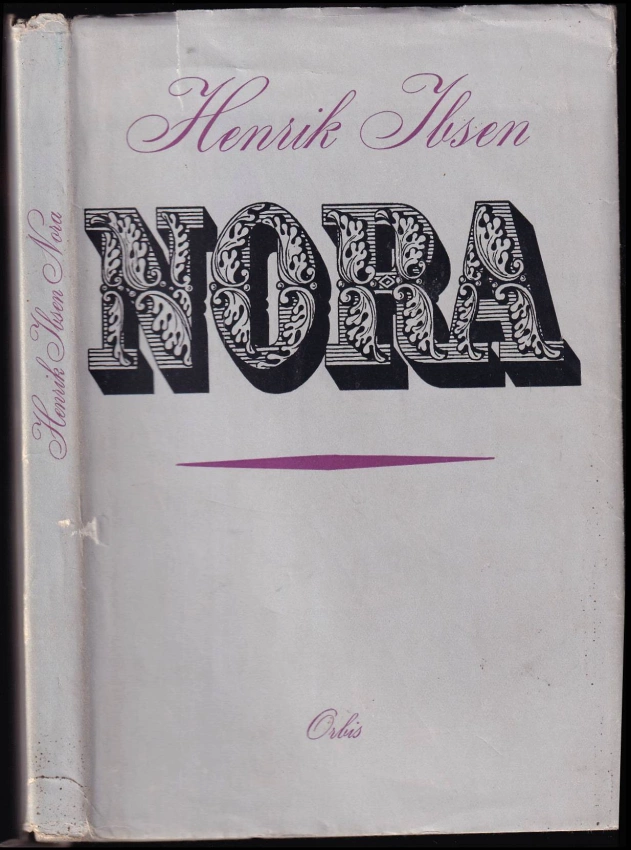 Henrik Ibsen
NORA
Orbis
Henrik Ibsen Nora